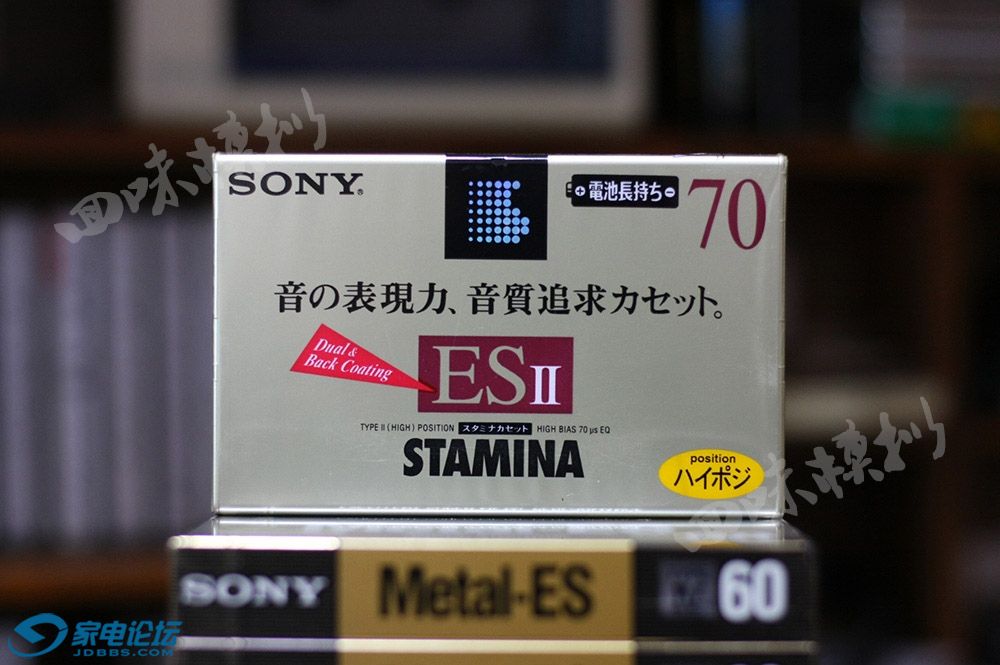 SONY®
電池長持ち
70
音の表現力、音質追求カセット。
Dual &
Back Coating
ES II
TYPE II (HIGH) POSITION スタミナカセット HIGH BIAS 70 μs EQ
STAMINA
position
ハイポジ
SONY Metal-ES 60
家电论坛
JDBBS.COM